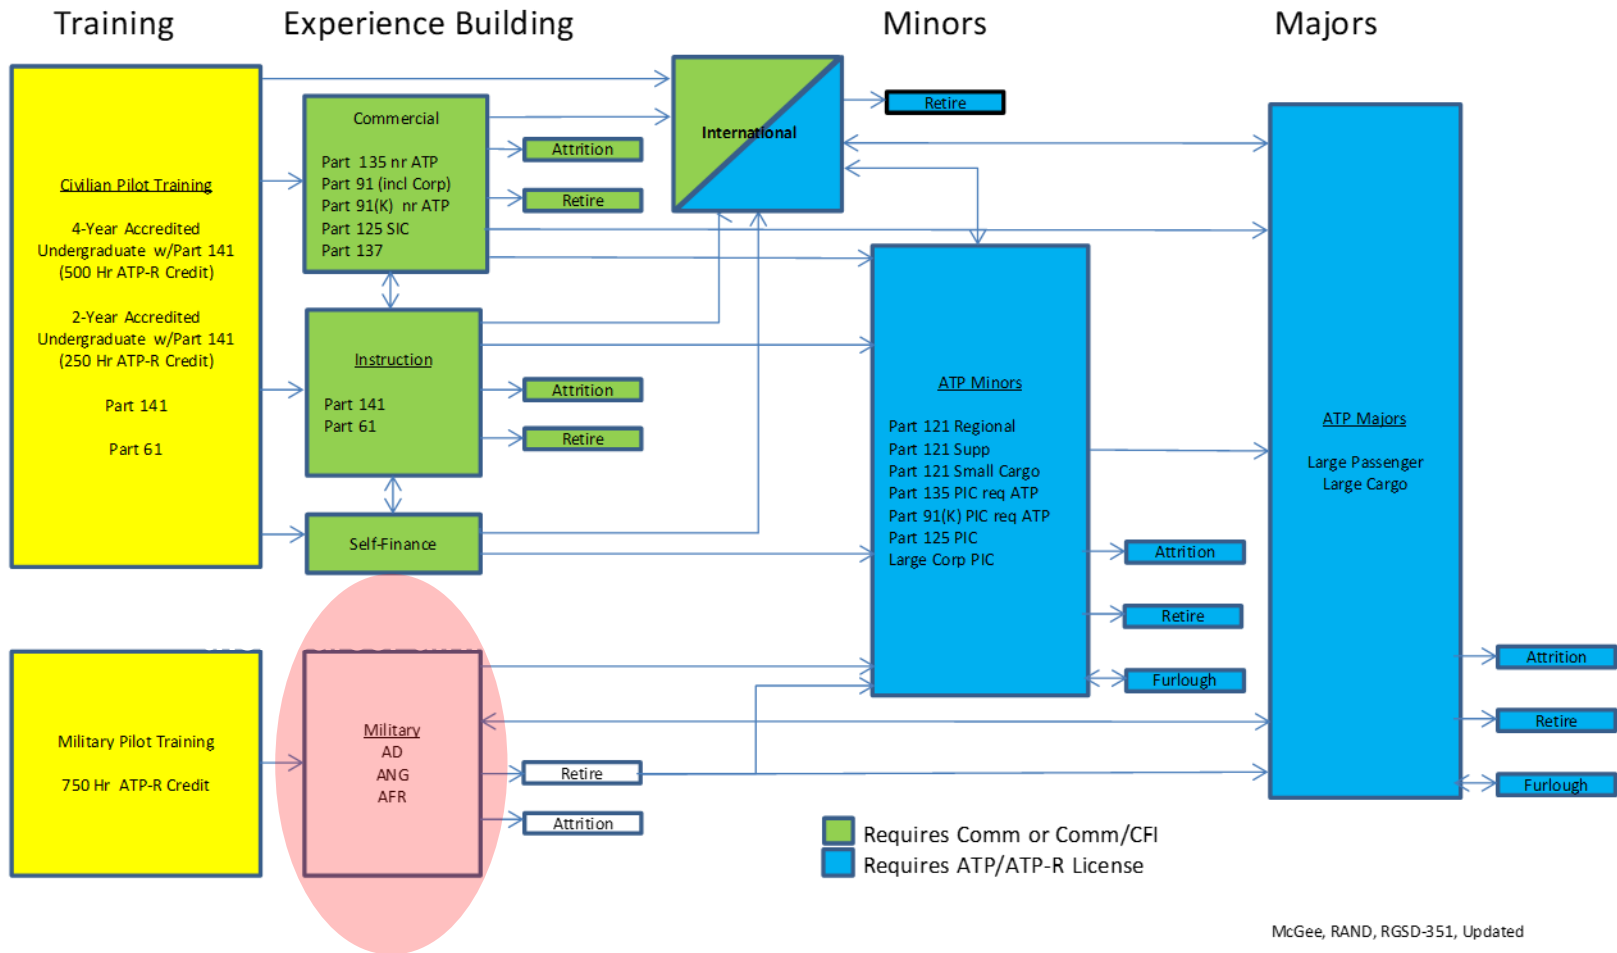 Training
Experience Building
Minors
Majors
Civilian Pilot Training
4-Year Accredited
Undergraduate w/Part 141
(500 Hr ATP-R Credit)
2-Year Accredited
Undergraduate w/Part 141
(250 Hr ATP-R Credit)
Part 141
Part 61
Commercial
Part 135 nr ATP
Part 91 (incl Corp)
Part 91(K) nr ATP
Part 125 SIC
Part 137
Attrition
Retire
International
Retire
Instruction
Part 141
Part 61
Attrition
Retire
Self-Finance
ATP Minors
Part 121 Regional
Part 121 Supp
Part 121 Small Cargo
Part 135 PIC req ATP
Part 91(K) PIC req ATP
Part 125 PIC
Large Corp PIC
Attrition
Retire
Furlough
ATP Majors
Large Passenger
Large Cargo
Attrition
Retire
Furlough
Military Pilot Training
750 Hr ATP-R Credit
Military
AD
ANG
AFR
Retire
Attrition
Requires Comm or Comm/CFI
Requires ATP/ATP-R License
McGee, RAND, RGSD-351, Updated